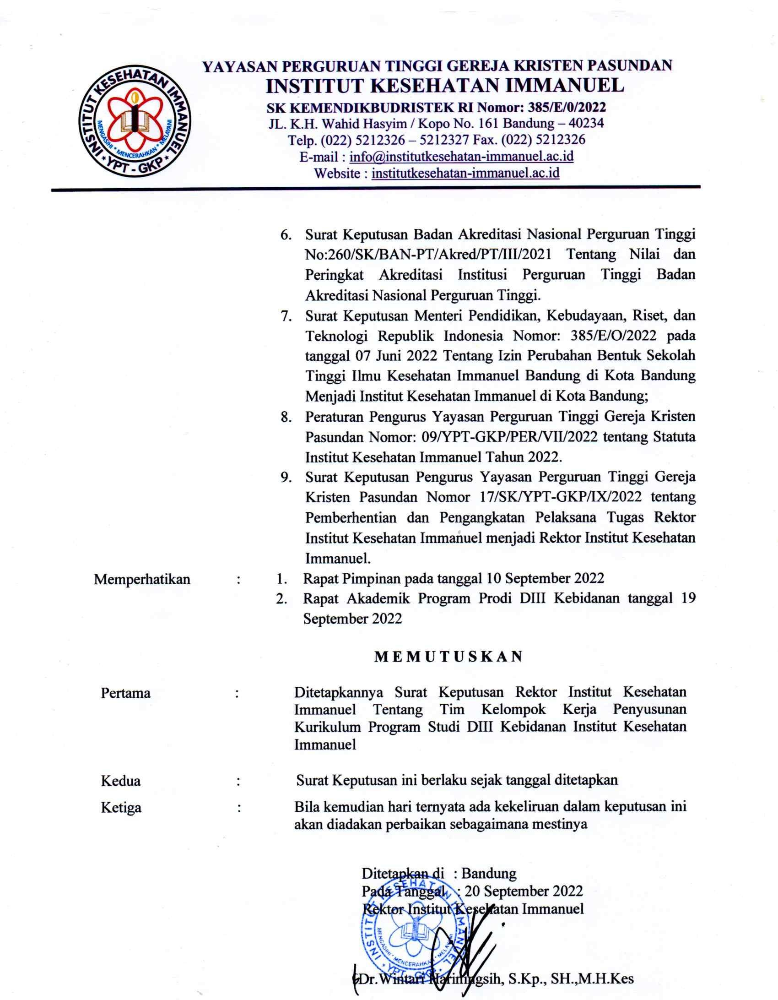 INSTITUT KESEHATAN IMMANUEL
MENGASIHI * MENCERAHKAN * MELAYANI
* YPT - GKP *
YAYASAN PERGURUAN TINGGI GEREJA KRISTEN PASUNDAN
INSTITUT KESEHATAN IMMANUEL
SK KEMENDIKBUDRISTEK RI Nomor: 385/E/0/2022
JL. K.H. Wahid Hasyim / Kopo No. 161 Bandung – 40234
Telp. (022) 5212326 – 5212327 Fax. (022) 5212326
E-mail : info@institutkesehatan-immanuel.ac.id
Website : institutkesehatan-immanuel.ac.id
6. Surat Keputusan Badan Akreditasi Nasional Perguruan Tinggi
No:260/SK/BAN-PT/Akred/PT/III/2021 Tentang Nilai dan
Peringkat Akreditasi Institusi Perguruan Tinggi Badan
Akreditasi Nasional Perguruan Tinggi.
7. Surat Keputusan Menteri Pendidikan, Kebudayaan, Riset, dan
Teknologi Republik Indonesia Nomor: 385/E/O/2022 pada
tanggal 07 Juni 2022 Tentang Izin Perubahan Bentuk Sekolah
Tinggi Ilmu Kesehatan Immanuel Bandung di Kota Bandung
Menjadi Institut Kesehatan Immanuel di Kota Bandung;
8. Peraturan Pengurus Yayasan Perguruan Tinggi Gereja Kristen
Pasundan Nomor: 09/YPT-GKP/PER/VII/2022 tentang Statuta
Institut Kesehatan Immanuel Tahun 2022.
9. Surat Keputusan Pengurus Yayasan Perguruan Tinggi Gereja
Kristen Pasundan Nomor 17/SK/YPT-GKP/IX/2022 tentang
Pemberhentian dan Pengangkatan Pelaksana Tugas Rektor
Institut Kesehatan Immanuel menjadi Rektor Institut Kesehatan
Immanuel.
Memperhatikan : 1. Rapat Pimpinan pada tanggal 10 September 2022
2. Rapat Akademik Program Prodi DIII Kebidanan tanggal 19
September 2022
M E M U T U S K A N
Pertama : Ditetapkannya Surat Keputusan Rektor Institut Kesehatan
Immanuel Tentang Tim Kelompok Kerja Penyusunan
Kurikulum Program Studi DIII Kebidanan Institut Kesehatan
Immanuel
Kedua : Surat Keputusan ini berlaku sejak tanggal ditetapkan
Ketiga : Bila kemudian hari ternyata ada kekeliruan dalam keputusan ini
akan diadakan perbaikan sebagaimana mestinya
Ditetapkan di : Bandung
Pada Tanggal : 20 September 2022
Rektor Institut Kesehatan Immanuel
INSTITUT KESEHATAN IMMANUEL
MENGASIHI * MENCERAHKAN * MELAYANI
* YPT - GKP *
Dr.Wintari Hariningsih, S.Kp., SH.,M.H.Kes